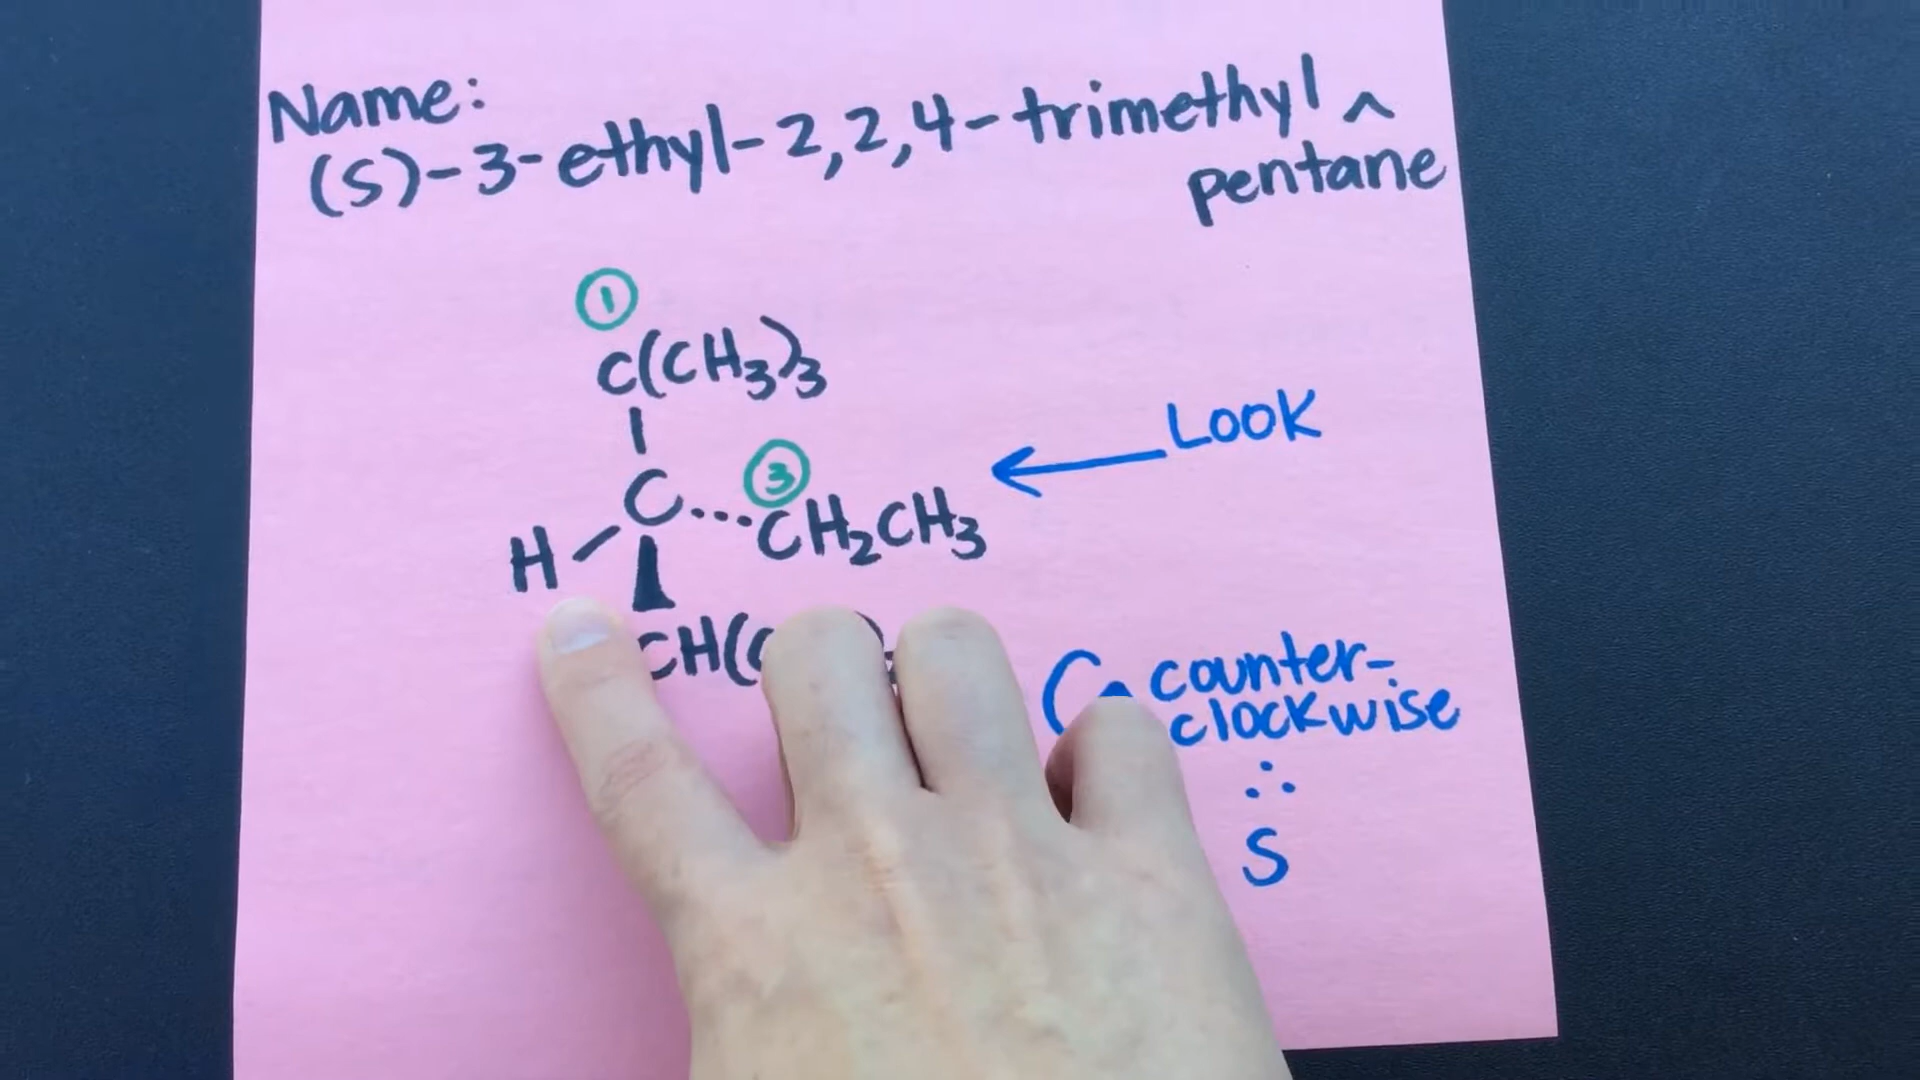 Name:
(S)-3-ethyl-2,2,4-trimethyl ^
pentane
1
C(CH₃)₃
C...CH₂CH₃
3
H
CH(
LOOK
counter-
clockwise
∴
S